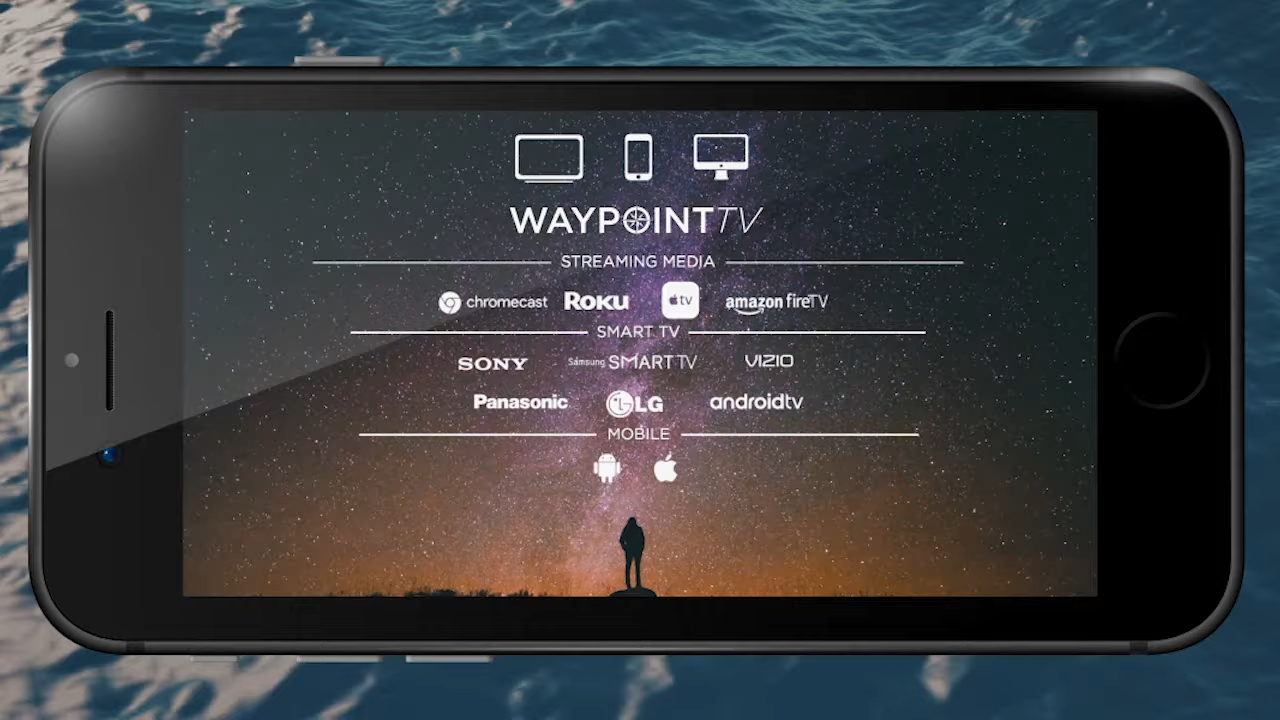 WAYPOINTTV
STREAMING MEDIA
chromecast ROKU tv amazon fireTV
SMART TV
SONY Samsung SMART TV VIZIO
Panasonic LG androidtv
MOBILE